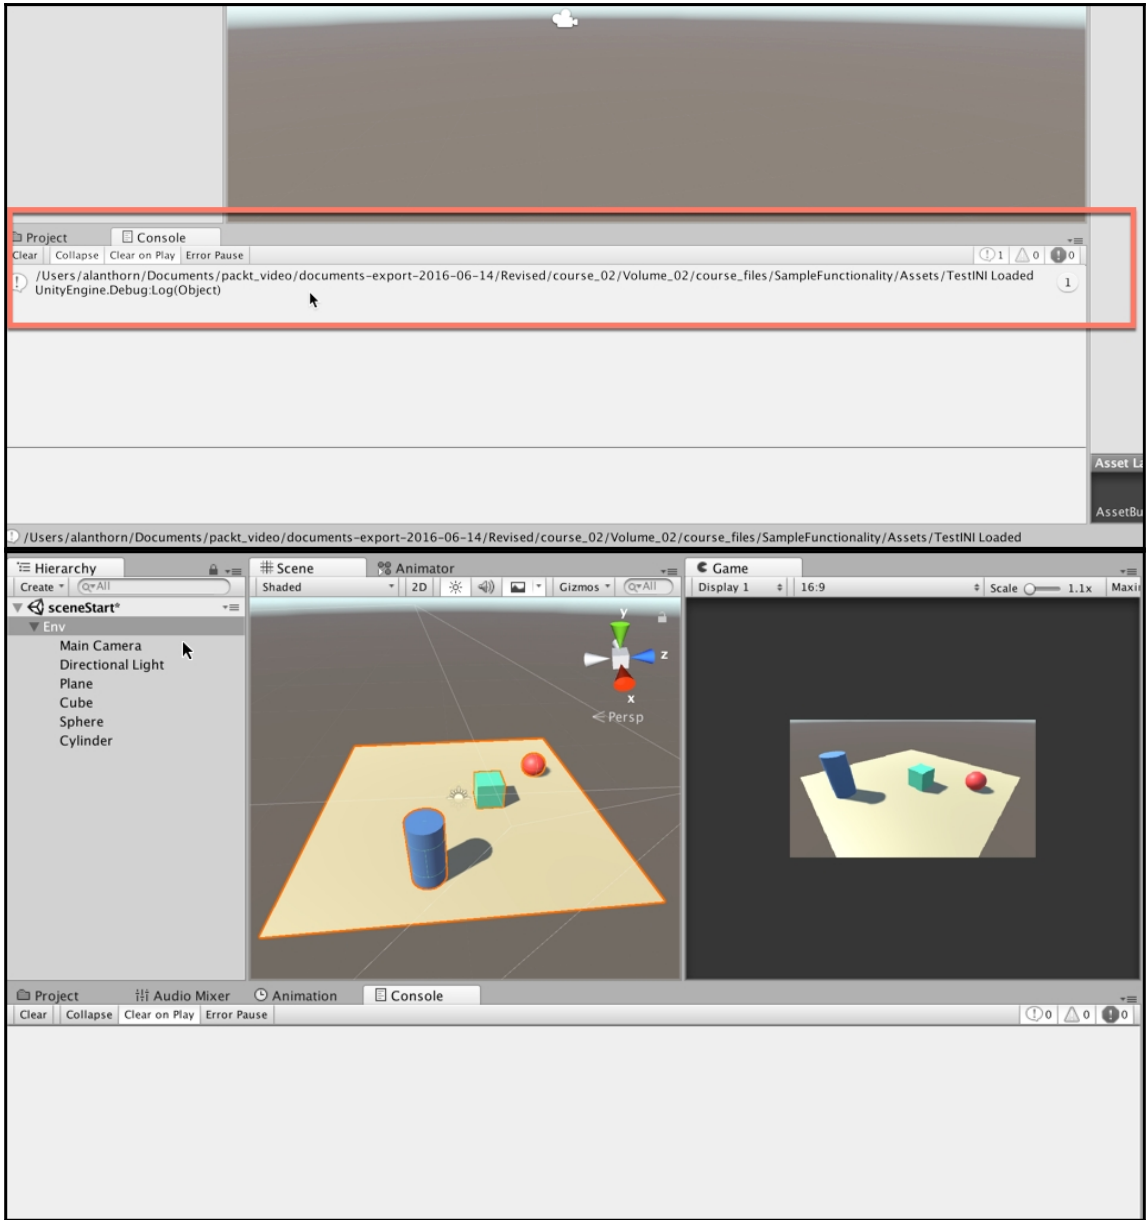 Project Console
Clear Collapse Clear on Play Error Pause 1 0 0
/Users/alanthorn/Documents/packt_video/documents-export-2016-06-14/Revised/course_02/Volume_02/course_files/SampleFunctionality/Assets/TestINI Loaded
UnityEngine.Debug:Log(Object)
1
Asset La
AssetBu
/Users/alanthorn/Documents/packt_video/documents-export-2016-06-14/Revised/course_02/Volume_02/course_files/SampleFunctionality/Assets/TestINI Loaded
Hierarchy
Create All
sceneStart*
Env
Main Camera
Directional Light
Plane
Cube
Sphere
Cylinder
Scene Animator
Shaded 2D Gizmos All
y
z
x
Persp
Game
Display 1 16:9 Scale 1.1x Maxi
Project Audio Mixer Animation Console
Clear Collapse Clear on Play Error Pause 0 0 0